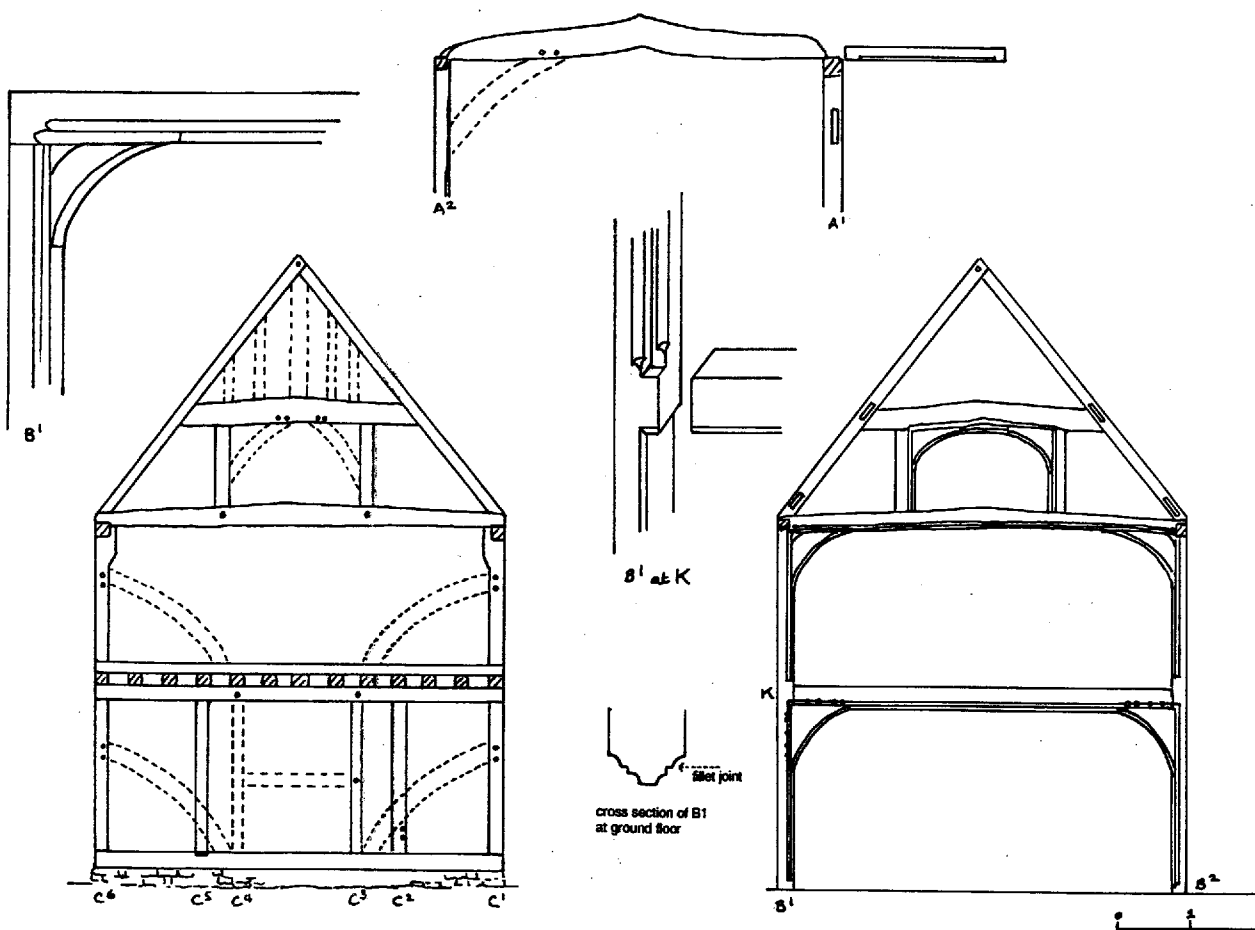 A²
A¹
B¹
B¹ at K
K
fillet joint
cross section of B1
at ground floor
C⁶
C⁵
C⁴
C³
C²
C¹
B¹
B²
0
1